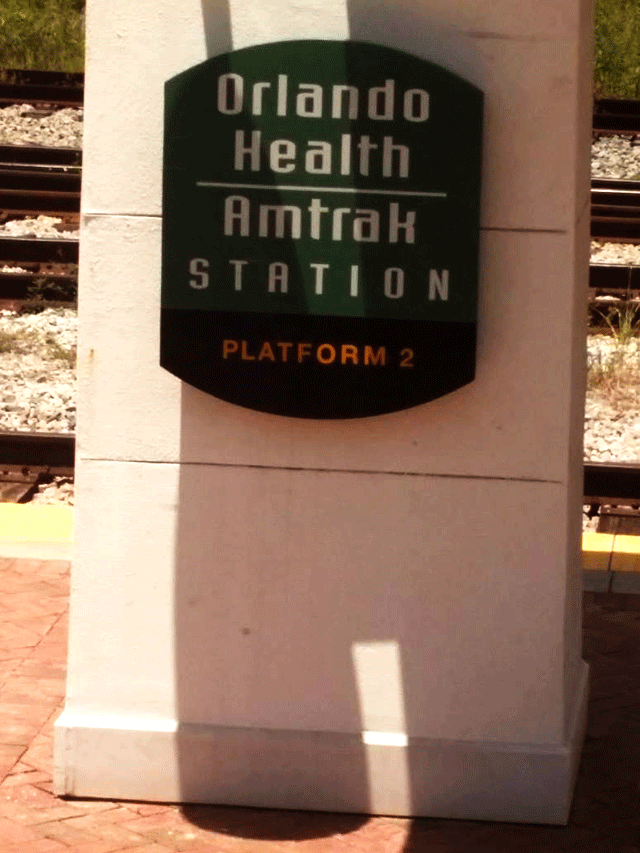 Orlando
Health
Amtrak
STATION
PLATFORM 2